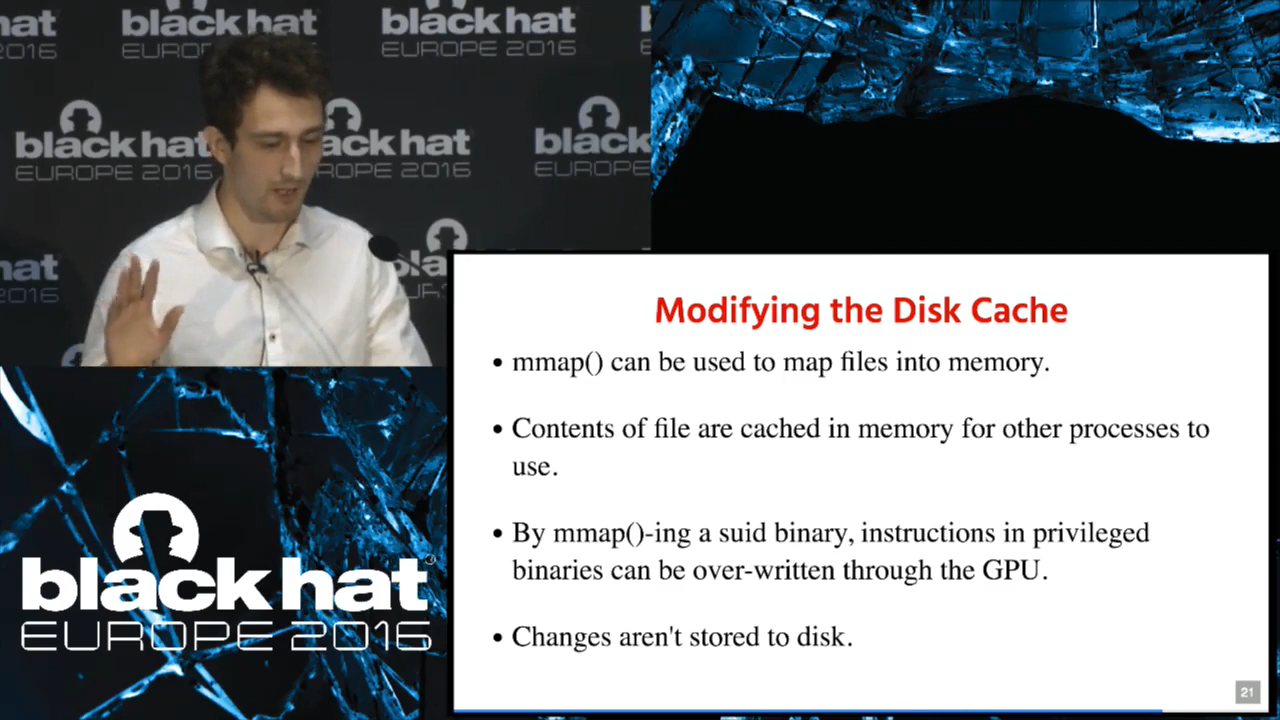 black hat
EUROPE 2016
black hat
EUROPE 2016
black hat
EUROPE 2016
black hat
EUROPE 2016
Modifying the Disk Cache
• mmap() can be used to map files into memory.
• Contents of file are cached in memory for other processes to
use.
• By mmap()-ing a suid binary, instructions in privileged
binaries can be over-written through the GPU.
• Changes aren't stored to disk.
21
black hat
EUROPE 2016